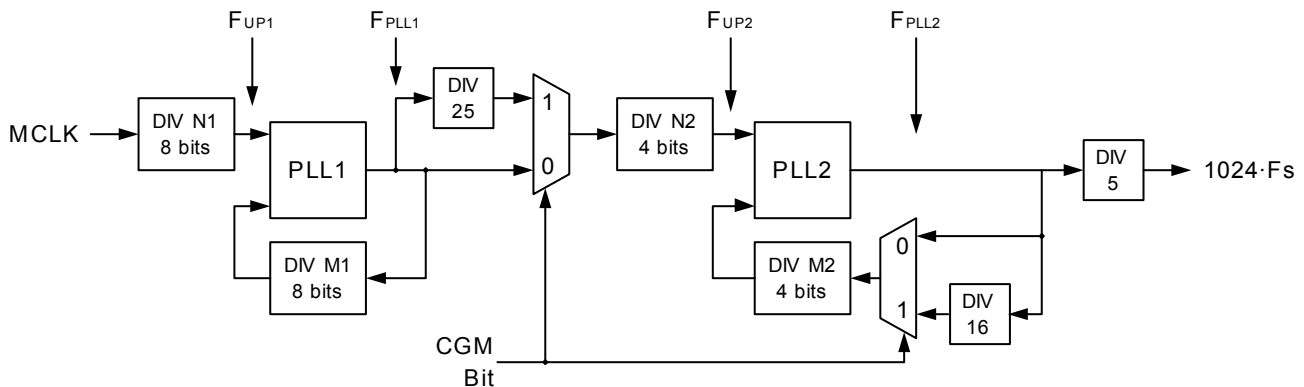 FUP1
FPLL1
FUP2
FPLL2
MCLK
DIV N1
8 bits
PLL1
DIV M1
8 bits
DIV
25
1
0
DIV N2
4 bits
PLL2
DIV M2
4 bits
0
1
DIV
16
DIV
5
1024·Fs
CGM
Bit